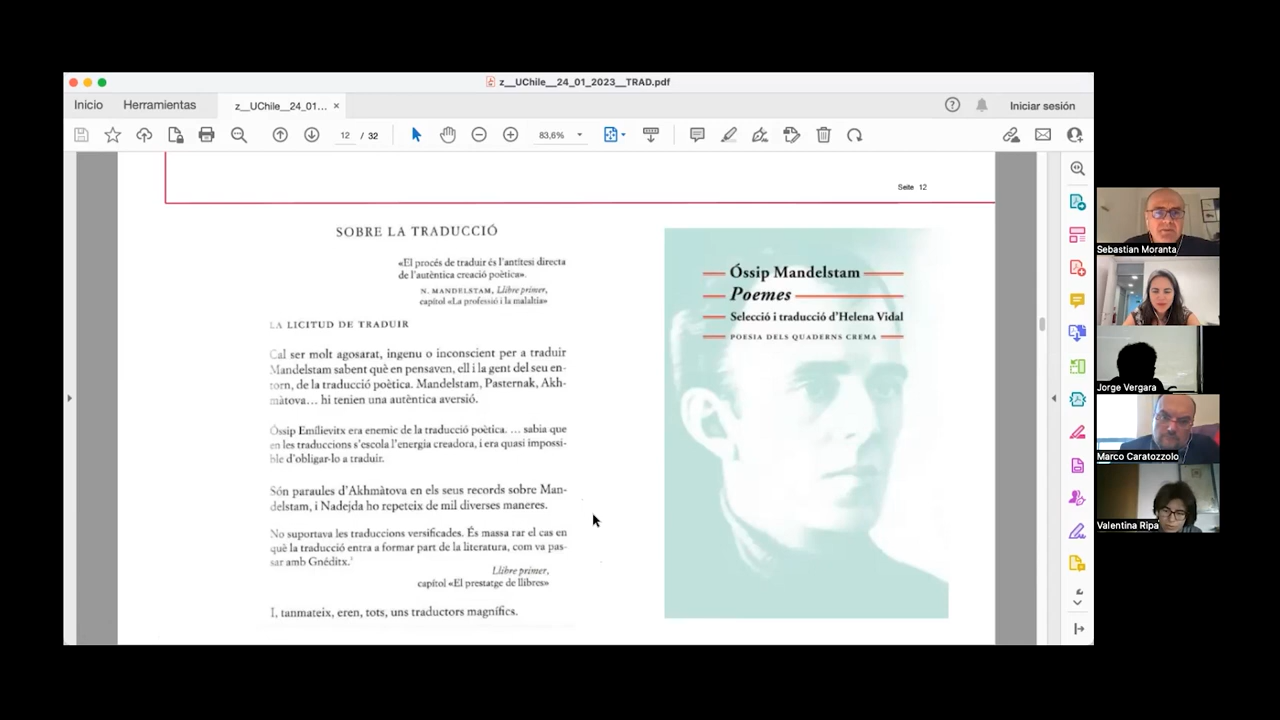 z__UChile__24_01_2023__TRAD.pdf
Inicio
Herramientas
z__UChile__24_01... ×
Iniciar sesión
12 / 32
83,6%
Seite 12
SOBRE LA TRADUCCIÓ
«El procés de traduir és l'antítesi directa
de l'autèntica creació poètica».
N. MANDELSTAM, Llibre primer,
capítol «La professió i la malaltia»
LA LICITUD DE TRADUIR
Cal ser molt agosarat, ingenu o inconscient per a traduir
Mandelstam sabent què en pensaven, ell i la gent del seu en-
torn, de la traducció poètica. Mandelstam, Pasternak, Akh-
màtova... hi tenien una autèntica aversió.
Óssip Emílievitx era enemic de la traducció poètica. ... sabia que
en les traduccions s'escola l'energia creadora, i era quasi impossi-
ble d'obligar-lo a traduir.
Són paraules d'Akhmàtova en els seus records sobre Man-
delstam, i Nadejda ho repeteix de mil diverses maneres.
No suportava les traduccions versificades. És massa rar el cas en
què la traducció entra a formar part de la literatura, com va pas-
sar amb Gnéditx.¹
Llibre primer,
capítol «El prestatge de llibres»
I, tanmateix, eren, tots, uns traductors magnífics.
Óssip Mandelstam
Poemes
Selecció i traducció d'Helena Vidal
POESIA DELS QUADERNS CREMA
Sebastian Moranta
Jorge Vergara
Marco Caratozzolo
Valentina Ripa